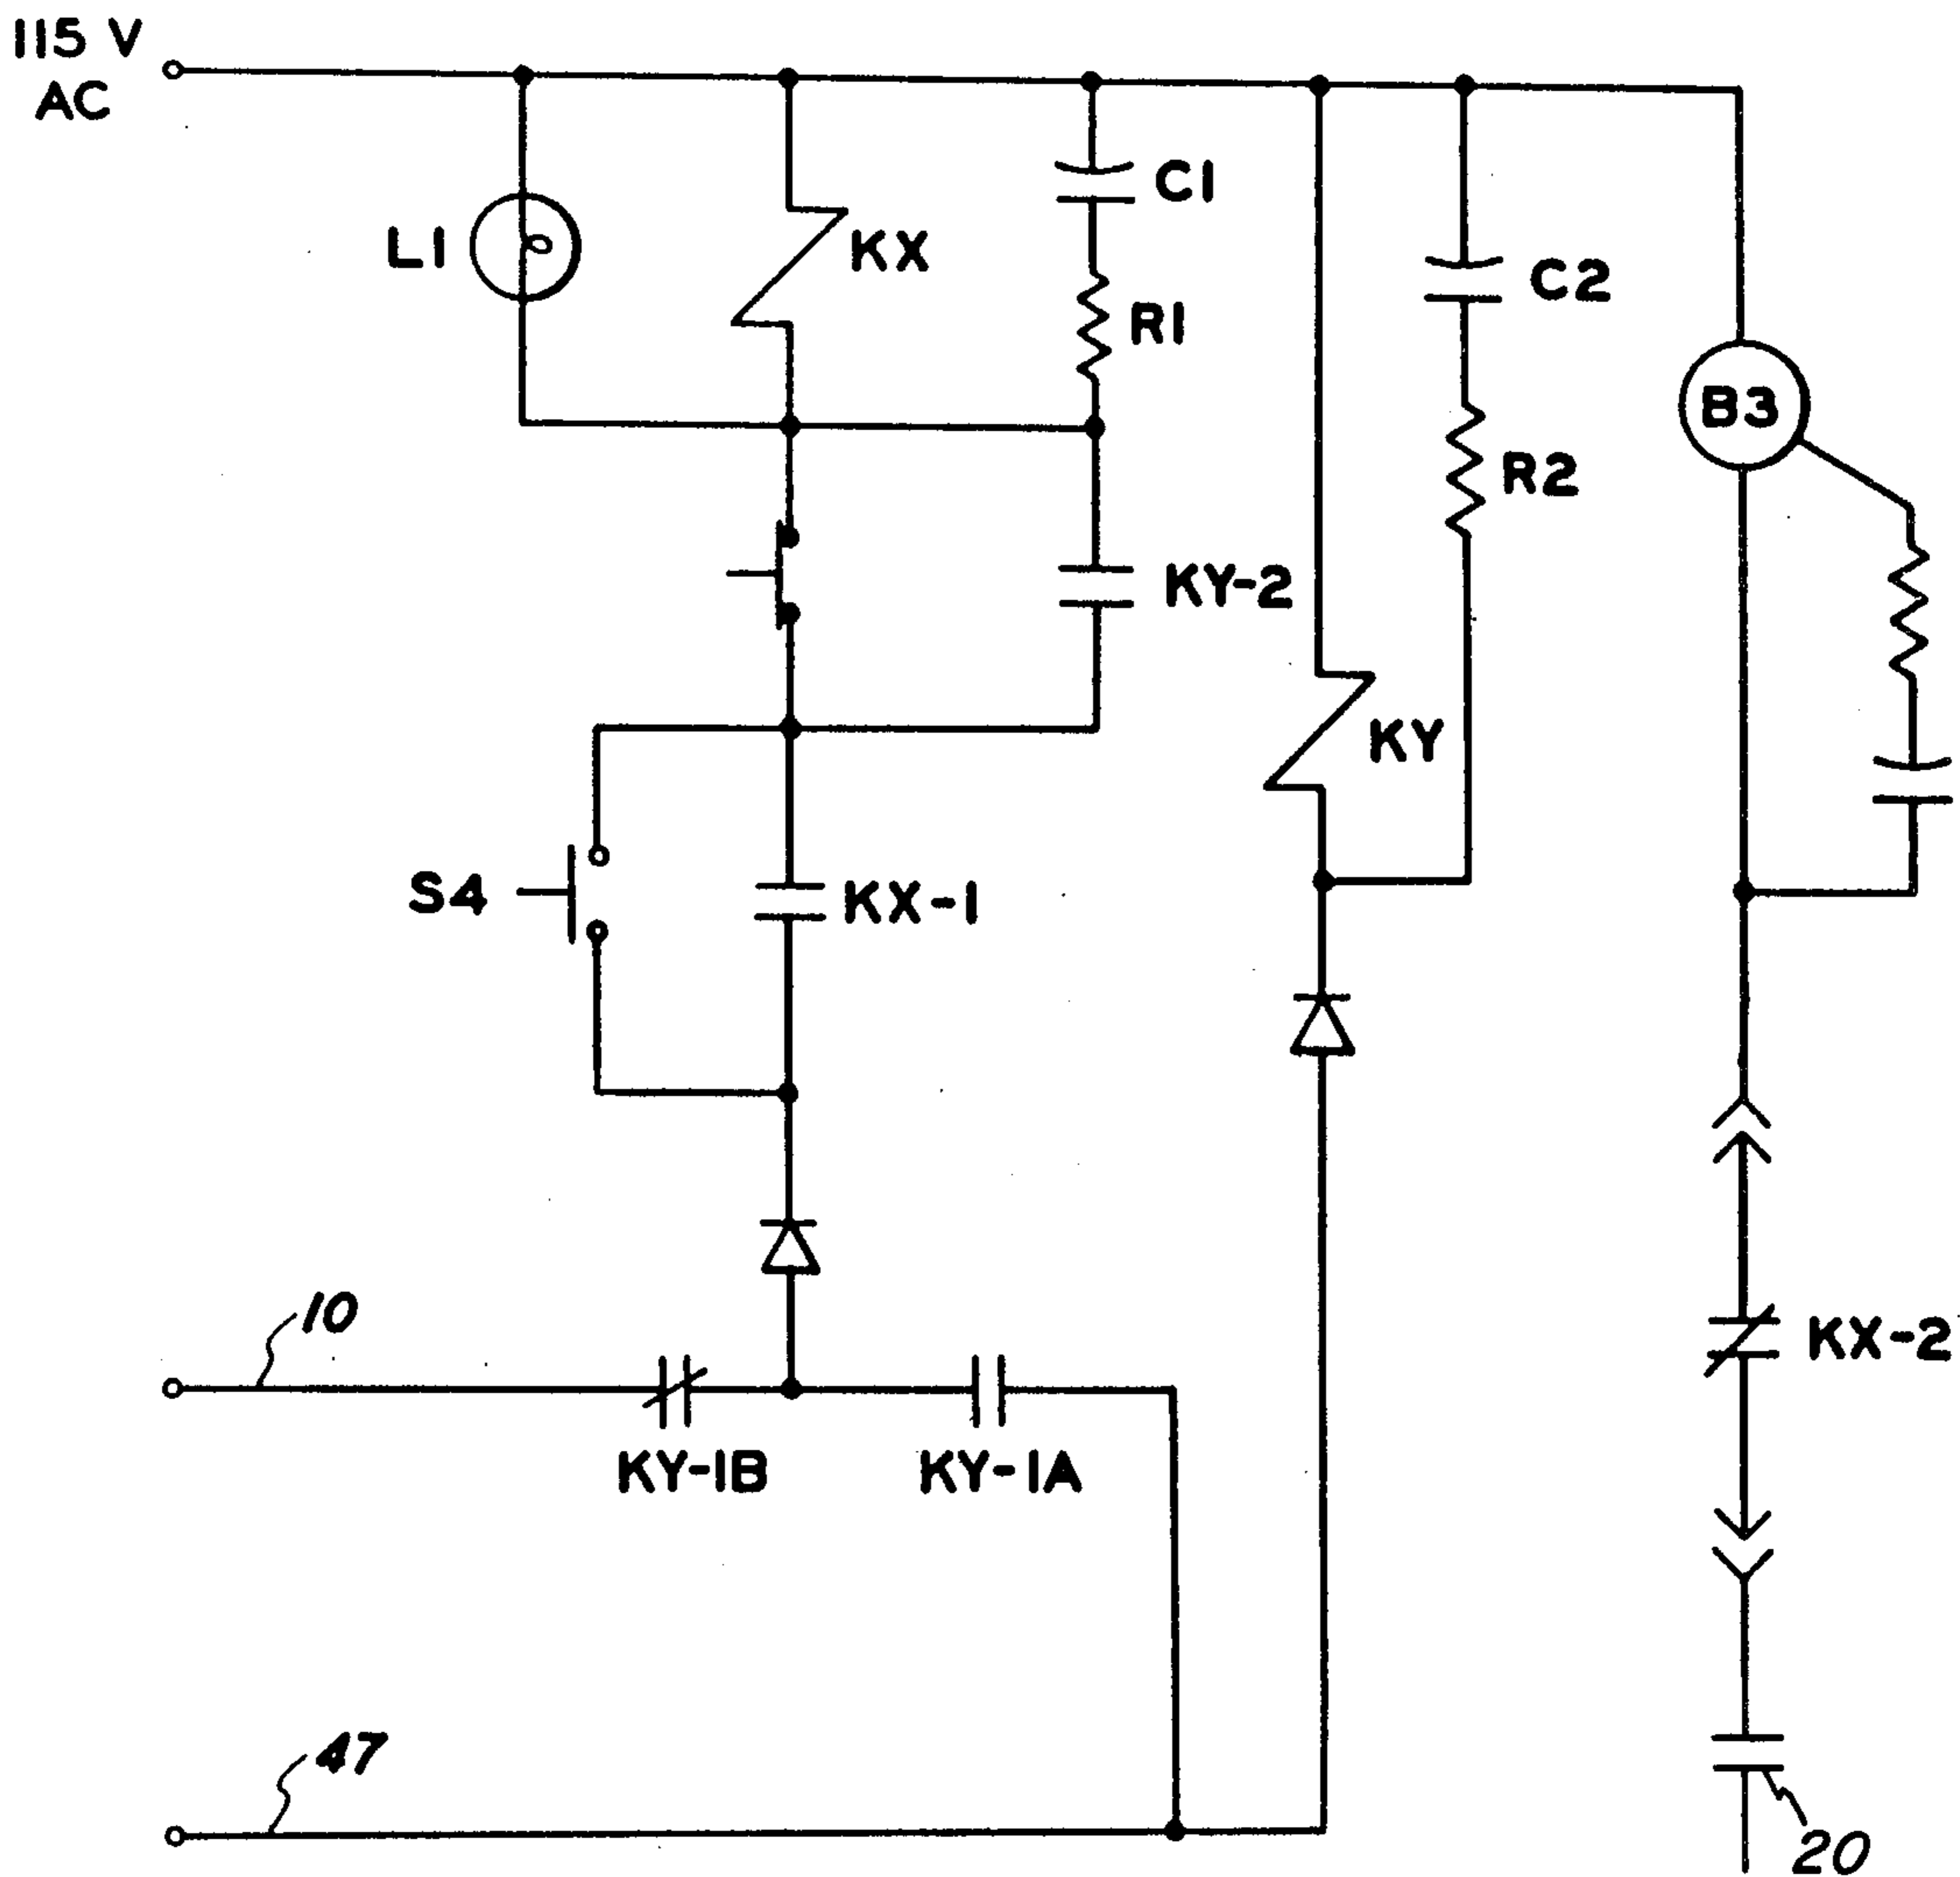 115 V
AC
L1
KX
C1
R1
C2
B3
R2
KY-2
KY
S4
KX-1
10
KX-2
KY-1B
KY-1A
47
20